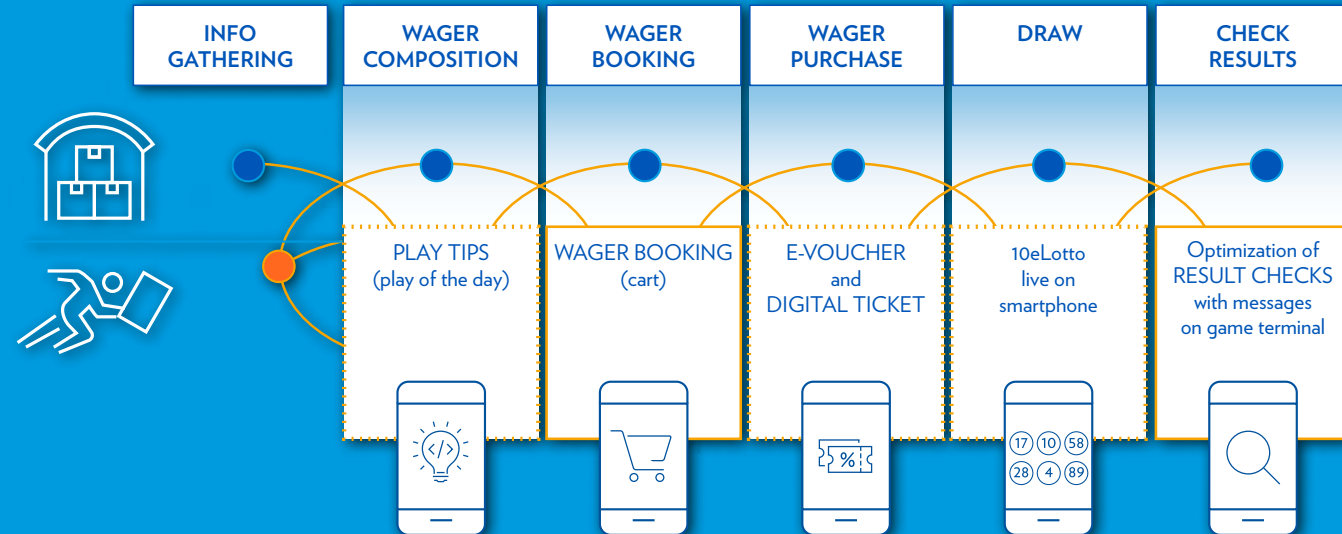 INFO
GATHERING
WAGER
COMPOSITION
WAGER
BOOKING
WAGER
PURCHASE
DRAW
CHECK
RESULTS
PLAY TIPS
(play of the day)
WAGER BOOKING
(cart)
E-VOUCHER
and
DIGITAL TICKET
10eLotto
live on
smartphone
Optimization of
RESULT CHECKS
with messages
on game terminal
</>
%
17 10 58
28 4 89